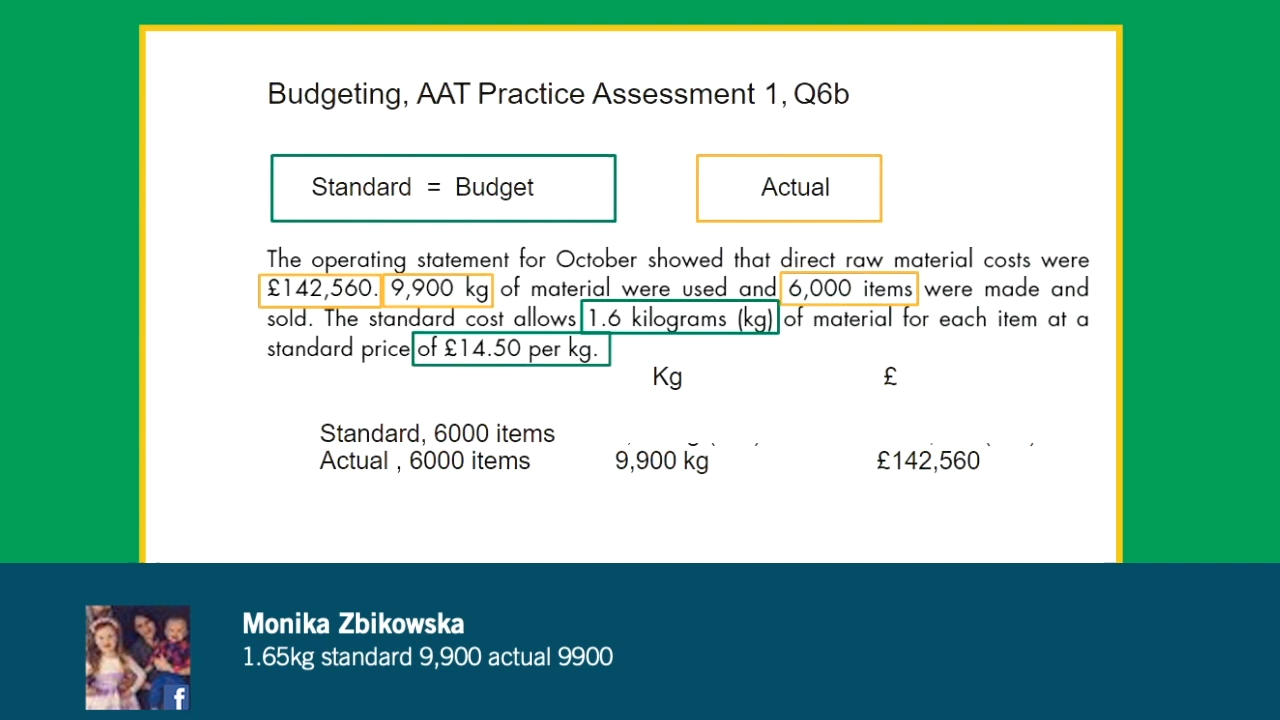 Budgeting, AAT Practice Assessment 1, Q6b
Standard = Budget
Actual
The operating statement for October showed that direct raw material costs were
£142,560. 9,900 kg of material were used and 6,000 items were made and
sold. The standard cost allows 1.6 kilograms (kg) of material for each item at a
standard price of £14.50 per kg.
Kg £
Standard, 6000 items
Actual , 6000 items 9,900 kg £142,560
Monika Zbikowska
1.65kg standard 9,900 actual 9900
f